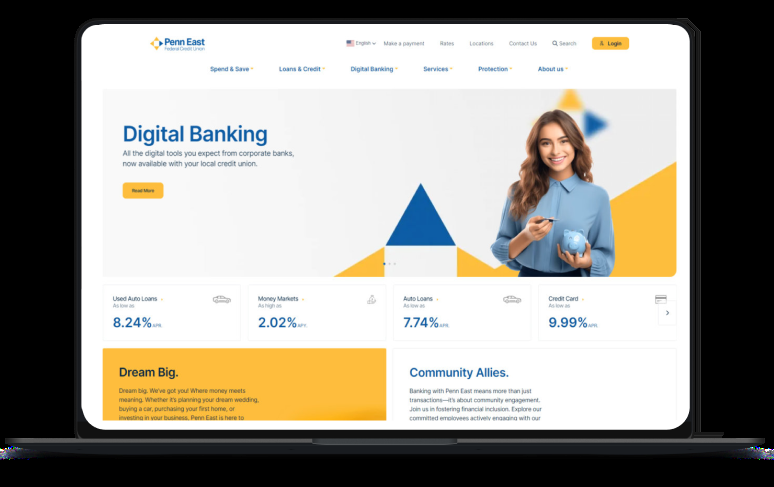 Penn East
Federal Credit Union
English
Make a payment
Rates
Locations
Contact Us
Search
Login
Spend & Save
Loans & Credit
Digital Banking
Services
Protection
About us
Digital Banking
All the digital tools you expect from corporate banks,
now available with your local credit union.
Read More
Used Auto Loans
As low as
8.24% APR.
Money Markets
As high as
2.02% APY.
Auto Loans
As low as
7.74% APR.
Credit Card
As low as
9.99% APR.
Dream Big.
Dream big. We've got you! Where money meets
meaning. Whether it's planning your dream wedding,
buying a car, purchasing your first home, or
investing in your business. Penn East is here to
Community Allies.
Banking with Penn East means more than just
transactions—it's about community engagement.
Join us in fostering financial inclusion. Explore our
committed employees actively engaging with our